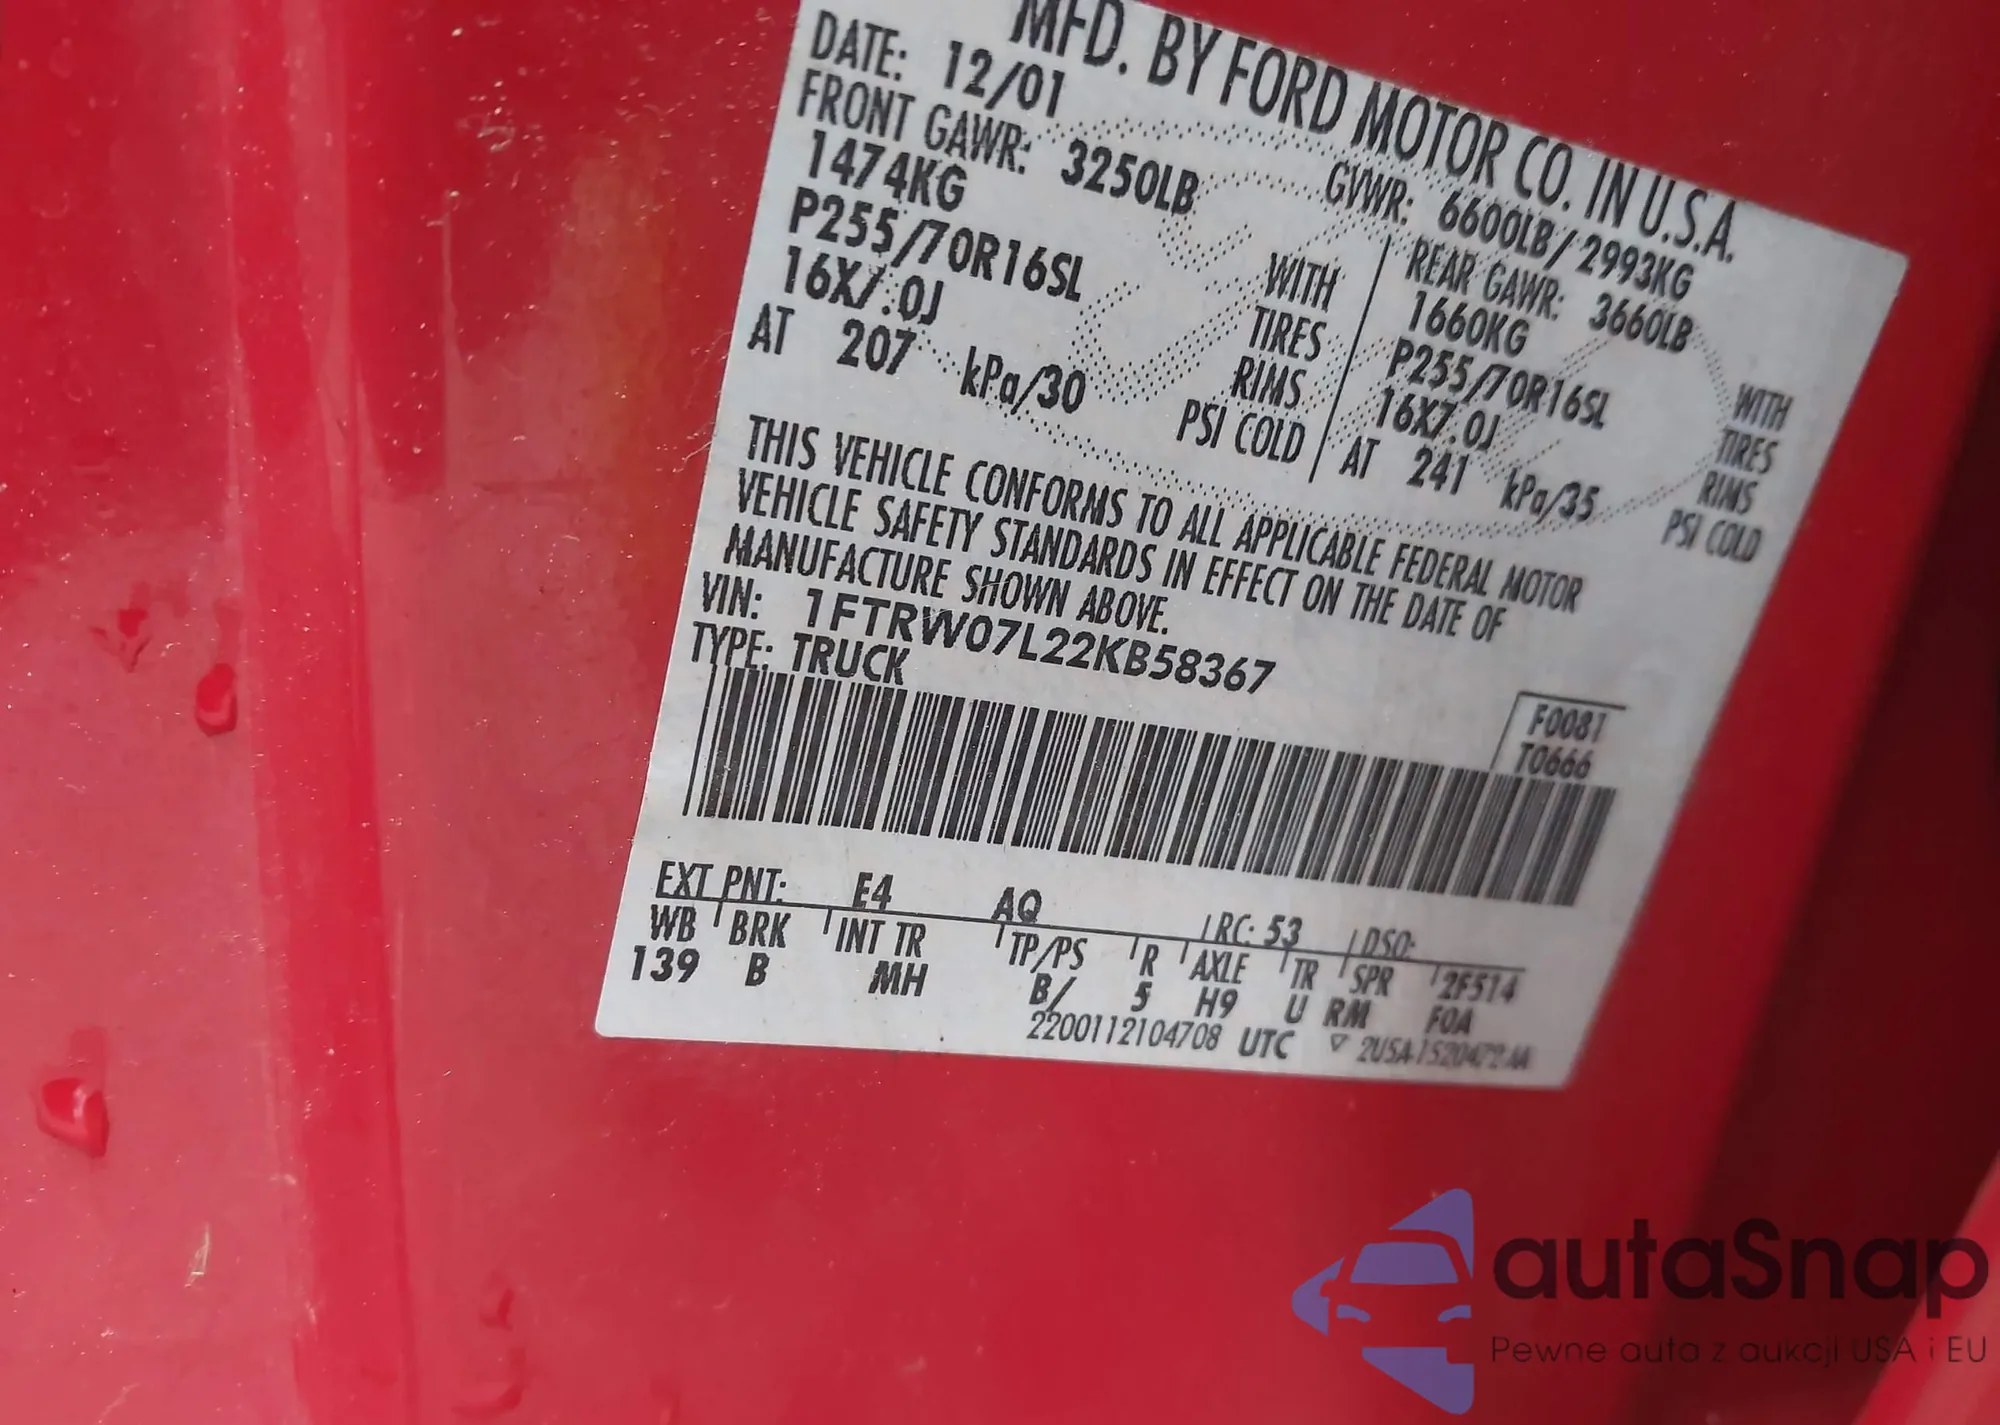 MFD. BY FORD MOTOR CO. IN U.S.A.
DATE: 12/01
GVWR: 6600LB/2993KG
FRONT GAWR: 3250LB
REAR GAWR: 3660LB
1474KG WITH
1660KG WITH
P255/70R16SL TIRES
P255/70R16SL TIRES
16X7.0J RIMS
16X7.0J RIMS
AT 207 kPa/30 PSI COLD
AT 241 kPa/35 PSI COLD
THIS VEHICLE CONFORMS TO ALL APPLICABLE FEDERAL MOTOR
VEHICLE SAFETY STANDARDS IN EFFECT ON THE DATE OF
MANUFACTURE SHOWN ABOVE.
VIN: 1FTRW07L22KB58367
TYPE: TRUCK
F0081
T0666
EXT PNT: E4 AQ RC: 53 DSO:
WB BRK INT TR TP/PS R AXLE TR SPR 2F514
139 B MH B/ 5 H9 U RM F0A
2200112104708 UTC
autaSnap
Pewne auta z aukcji USA i EU